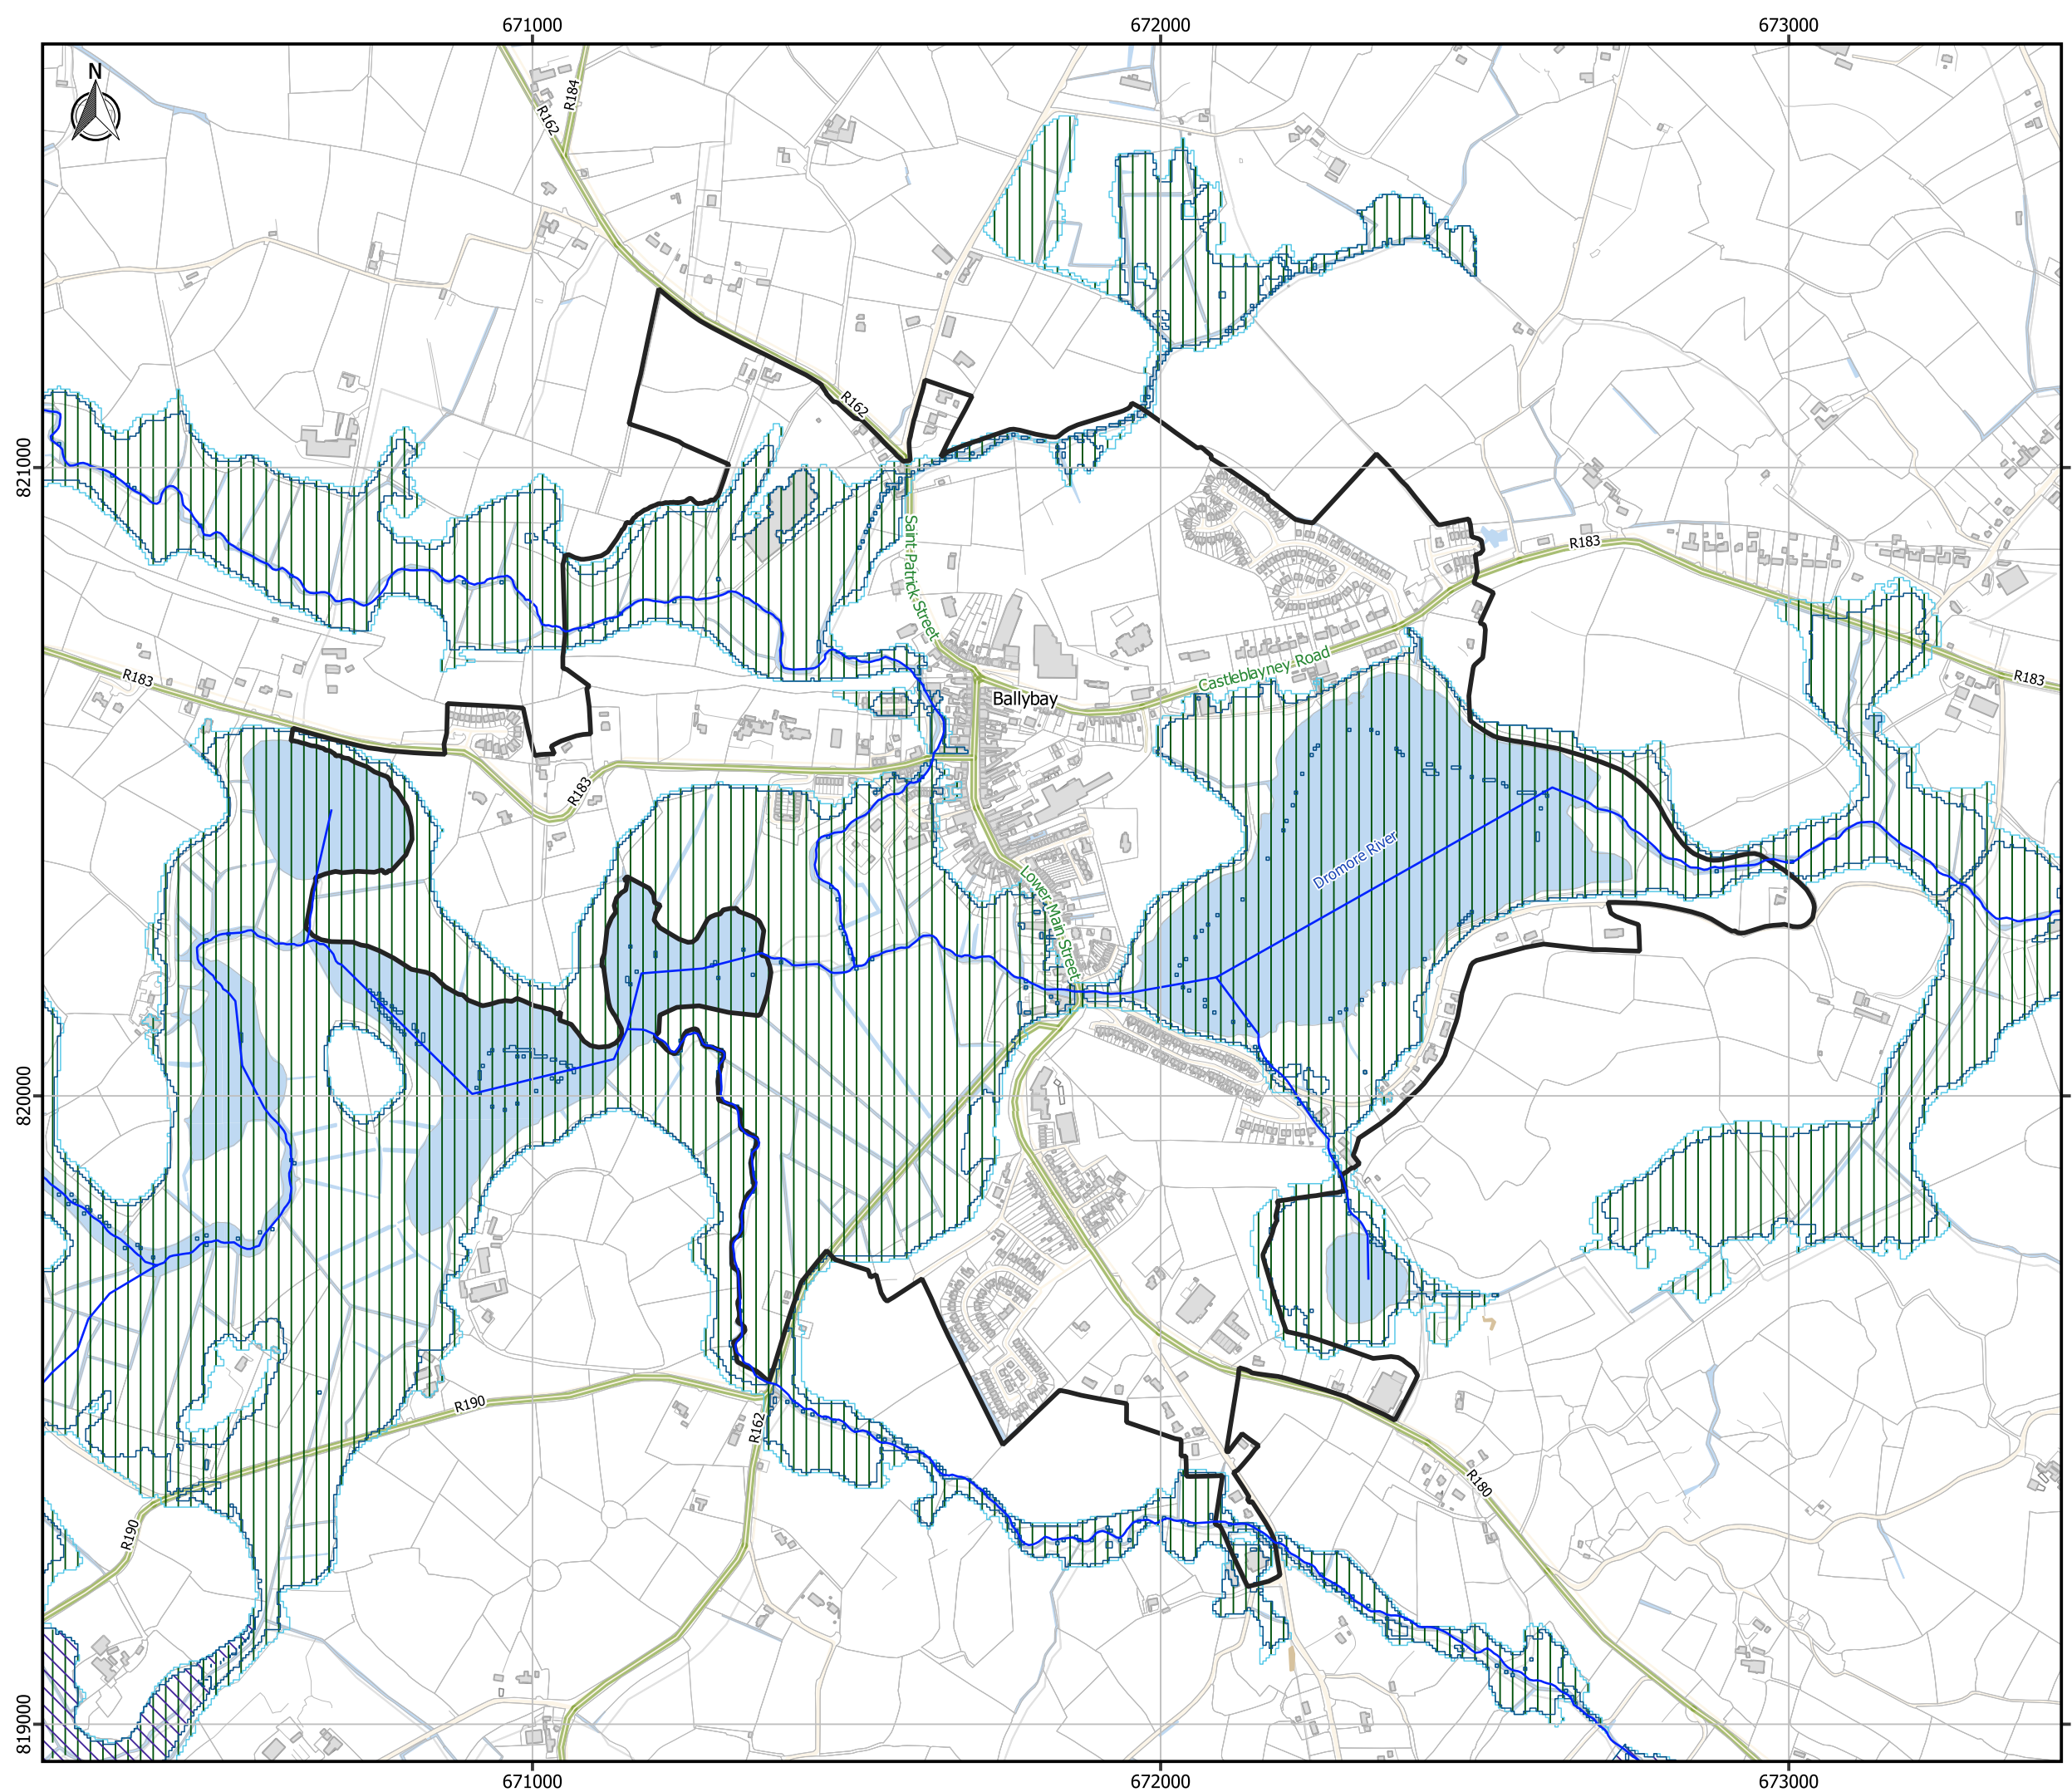 671000
672000
673000
N
R184
R162
821000
R162
Saint Patrick Street
R183
R183
Castleblayney Road
R183
Ballybay
R183
Dromore River
Lower Main Street
820000
R190
R162
R180
R190
819000
671000
672000
673000